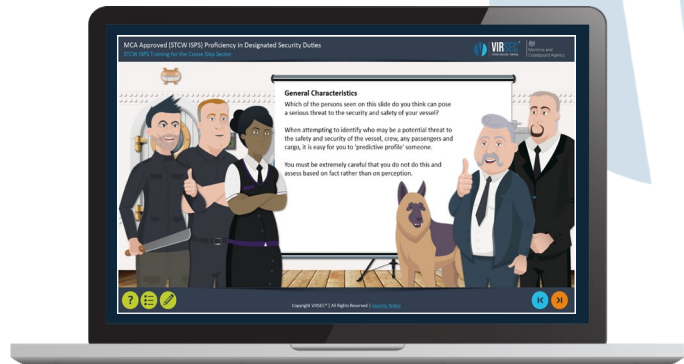 MCA Approved (STCW ISPS) Proficiency in Designated Security Duties
STCW ISPS Training for the Cruise Ship Sector
VIRSEC
Maritime and
Coastguard Agency
General Characteristics
Which of the persons seen on this slide do you think can pose
a serious threat to the security and safety of your vessel?
When attempting to identify who may be a potential threat to
the safety and security of the vessel, crew, any passengers and
cargo, it is easy for you to 'predictive profile' someone.
You must be extremely careful that you do not do this and
assess based on fact rather than on perception.
?
Copyright VIRSEC® | All Rights Reserved | Security Notice